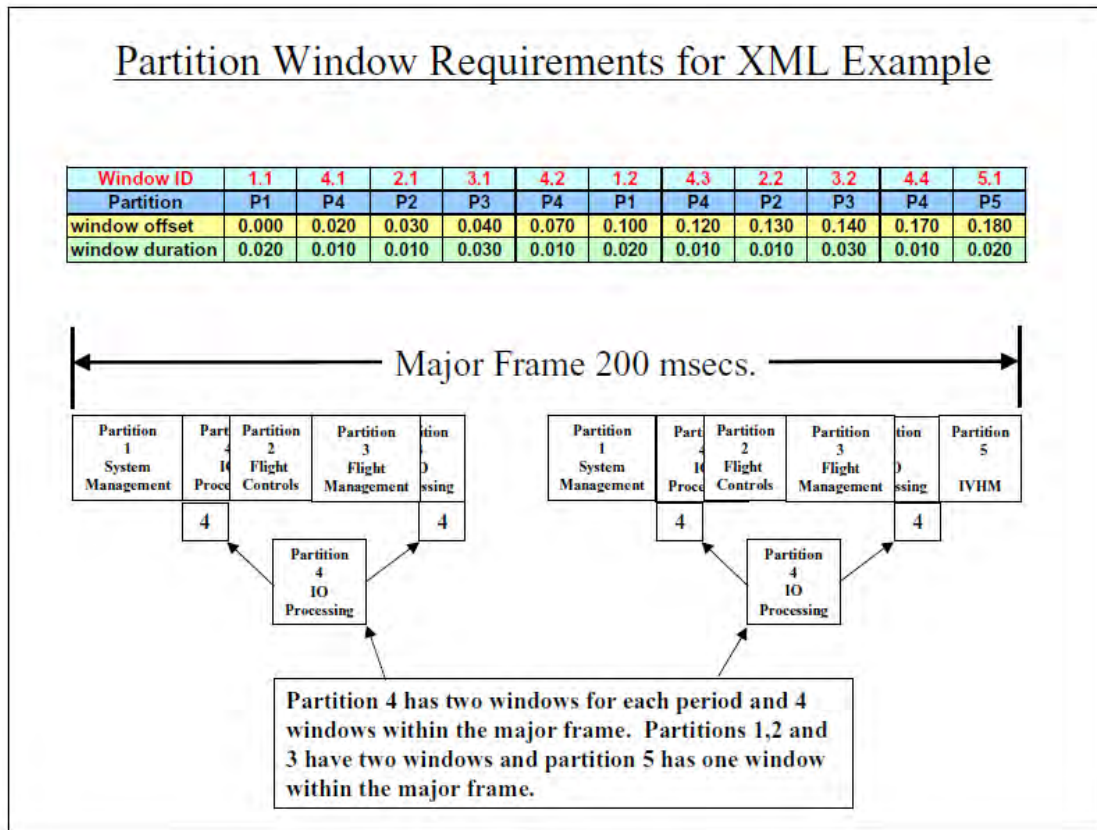 Partition Window Requirements for XML Example
Window ID 1.1 4.1 2.1 3.1 4.2 1.2 4.3 2.2 3.2 4.4 5.1
Partition P1 P4 P2 P3 P4 P1 P4 P2 P3 P4 P5
window offset 0.000 0.020 0.030 0.040 0.070 0.100 0.120 0.130 0.140 0.170 0.180
window duration 0.020 0.010 0.010 0.030 0.010 0.020 0.010 0.010 0.030 0.010 0.020
Major Frame 200 msecs.
Partition
1
System
Management
Partition
2
Flight
Controls
Partition
3
Flight
Management
Partition
1
System
Management
Partition
2
Flight
Controls
Partition
3
Flight
Management
Partition
5
IVHM
4
4
4
4
Partition
4
IO
Processing
Partition
4
IO
Processing
Partition 4 has two windows for each period and 4
windows within the major frame. Partitions 1,2 and
3 have two windows and partition 5 has one window
within the major frame.